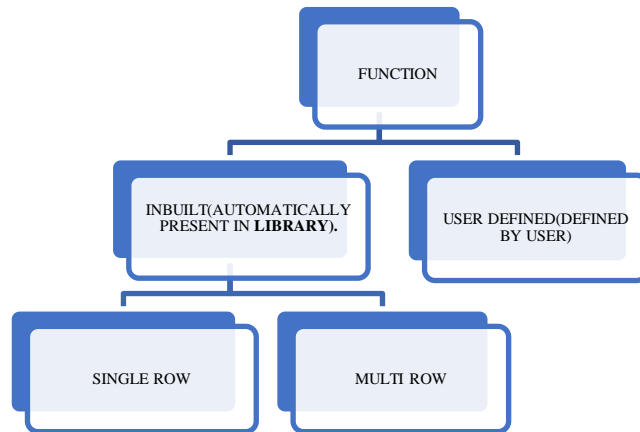 FUNCTION
INBUILT(AUTOMATICALLY
PRESENT IN LIBRARY).
USER DEFINED(DEFINED
BY USER)
SINGLE ROW
MULTI ROW